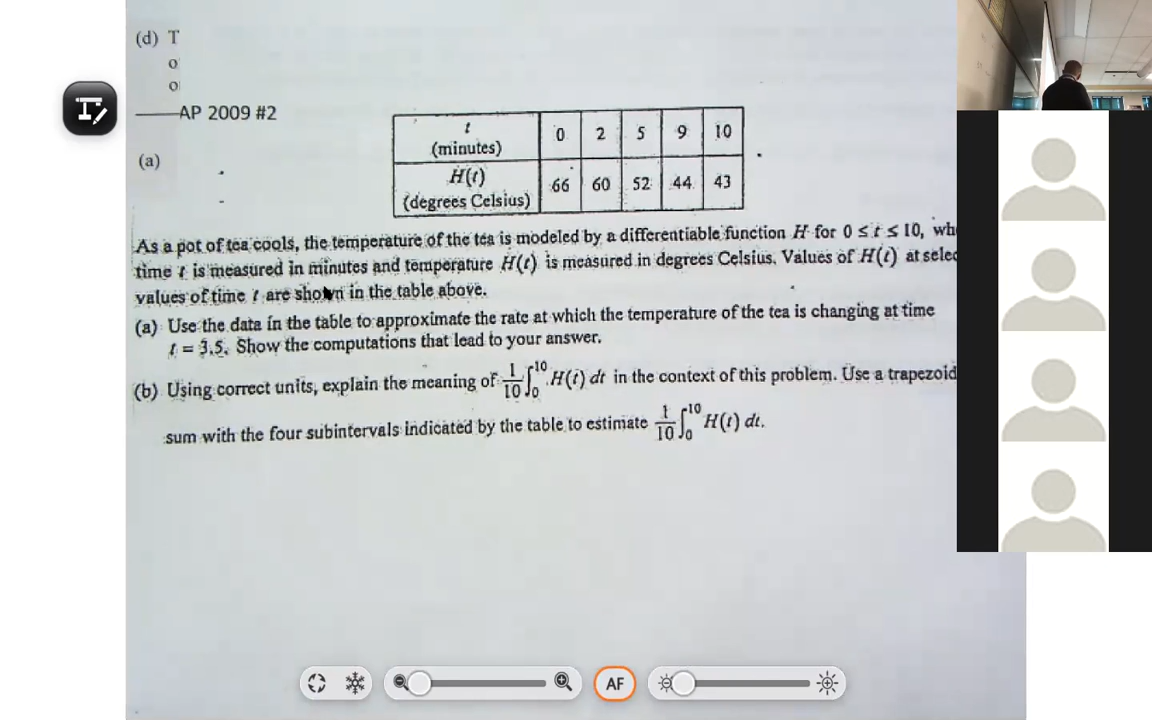 (d) T
o
o
AP 2009 #2
(a)
t (minutes) 0 2 5 9 10
H(t) (degrees Celsius) 66 60 52 44 43
As a pot of tea cools, the temperature of the tea is modeled by a differentiable function H for 0 ≤ t ≤ 10, wh
time t is measured in minutes and temperature H(t) is measured in degrees Celsius. Values of H(t) at selec
values of time t are shown in the table above.
(a) Use the data in the table to approximate the rate at which the temperature of the tea is changing at time
t = 3.5. Show the computations that lead to your answer.
(b) Using correct units, explain the meaning of 1/10 ∫₀¹⁰ H(t) dt in the context of this problem. Use a trapezoid
sum with the four subintervals indicated by the table to estimate 1/10 ∫₀¹⁰ H(t) dt.
AF